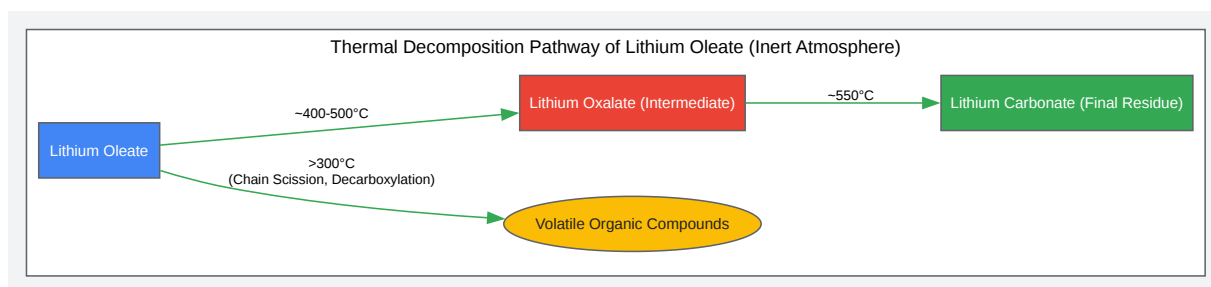 Thermal Decomposition Pathway of Lithium Oleate (Inert Atmosphere)
Lithium Oleate
~400-500°C
>300°C
(Chain Scission, Decarboxylation)
Lithium Oxalate (Intermediate)
~550°C
Lithium Carbonate (Final Residue)
Volatile Organic Compounds